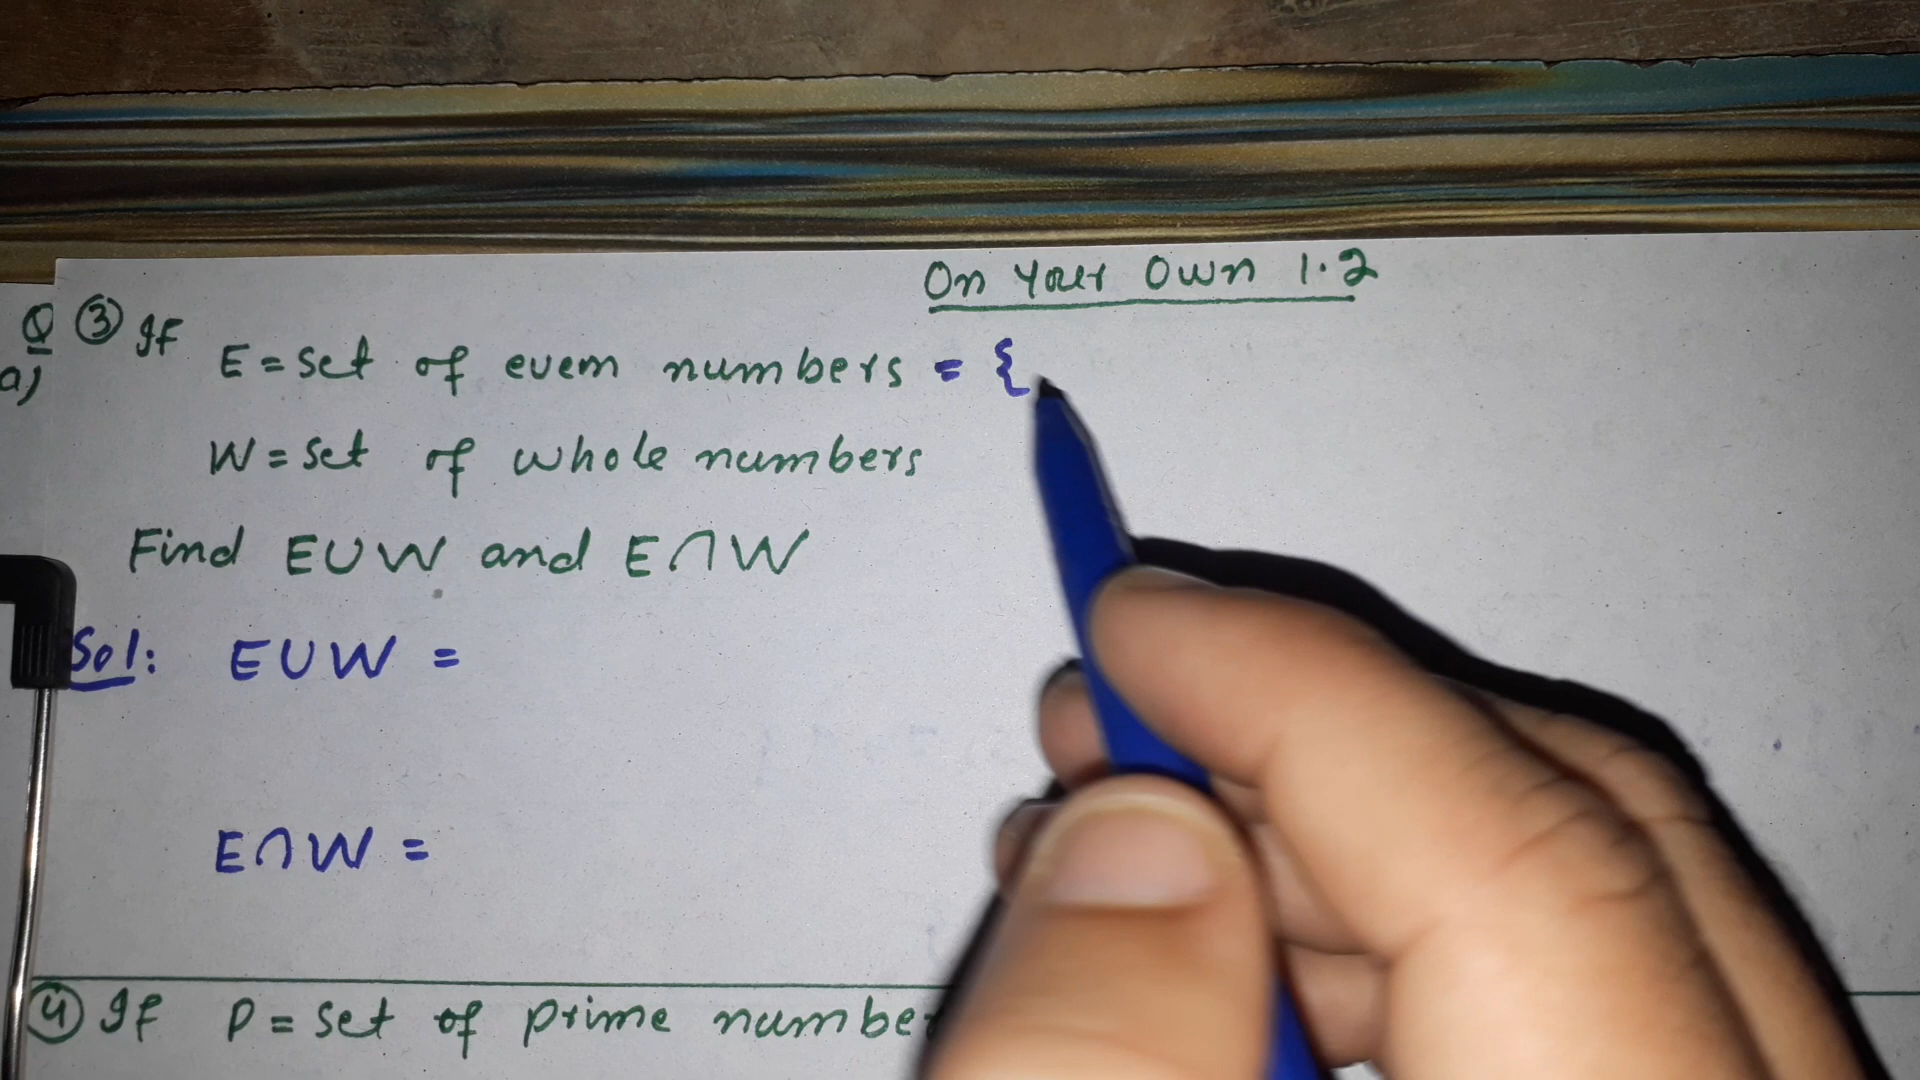 On Your Own 1.2
Q ③ If
a) E = set of even numbers = {
W = set of whole numbers
Find E∪W and E∩W
Sol: E∪W =
E∩W =
④ If P = set of prime